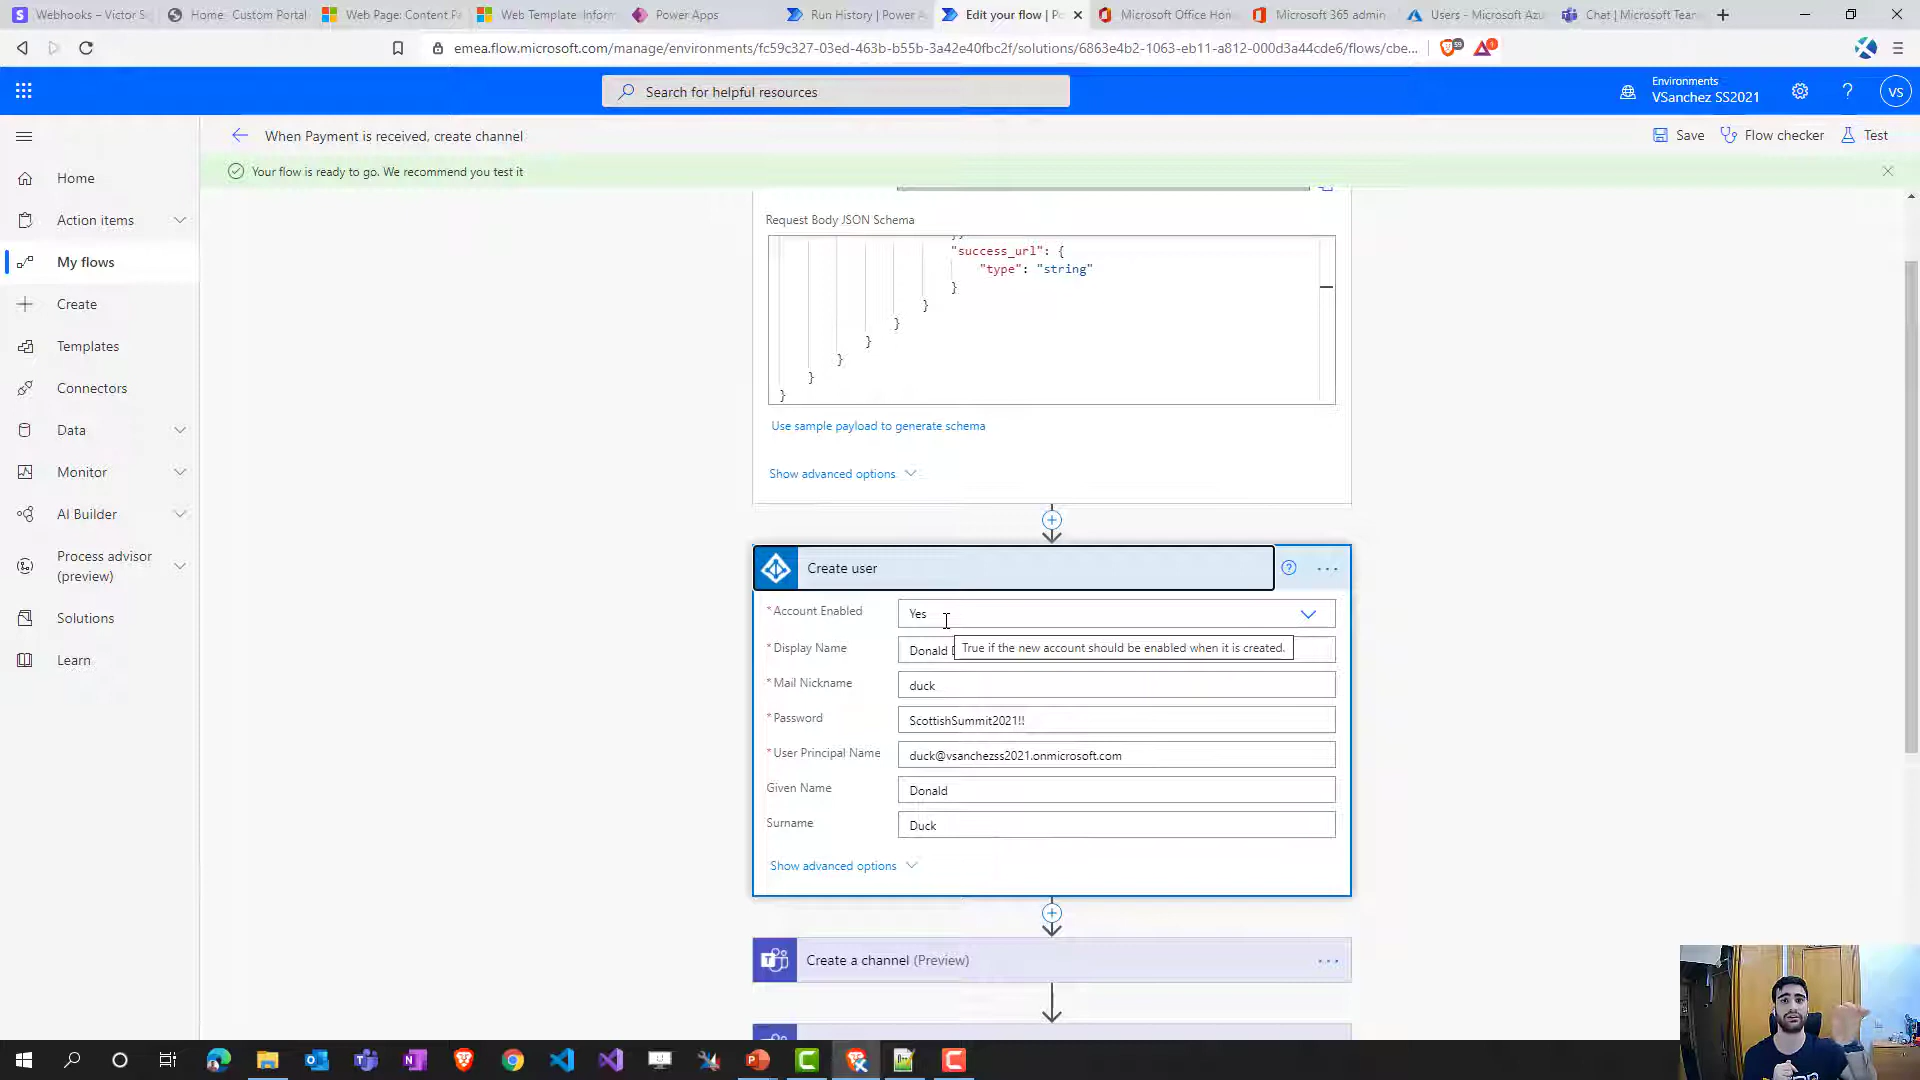 Webhooks – Victor S
Home · Custom Portal
Web Page: Content Pa
Web Template: Inform
Power Apps
Run History | Power A
Edit your flow | Po
Microsoft Office Hom
Microsoft 365 admin
Users - Microsoft Azu
Chat | Microsoft Team
emea.flow.microsoft.com/manage/environments/fc59c327-03ed-463b-b55b-3a42e40fbc2f/solutions/6863e4b2-1063-eb11-a812-000d3a44cde6/flows/cbe...
Search for helpful resources
Environments
VSanchez SS2021
VS
When Payment is received, create channel
Save
Flow checker
Test
Your flow is ready to go. We recommend you test it
Home
Action items
My flows
Create
Templates
Connectors
Data
Monitor
AI Builder
Process advisor
(preview)
Solutions
Learn
Request Body JSON Schema
"success_url": {
"type": "string"
}
}
}
}
}
}
}
Use sample payload to generate schema
Show advanced options
Create user
* Account Enabled
Yes
True if the new account should be enabled when it is created.
* Display Name
Donald
* Mail Nickname
duck
* Password
ScottishSummit2021!!
* User Principal Name
duck@vsanchezss2021.onmicrosoft.com
Given Name
Donald
Surname
Duck
Show advanced options
Create a channel (Preview)